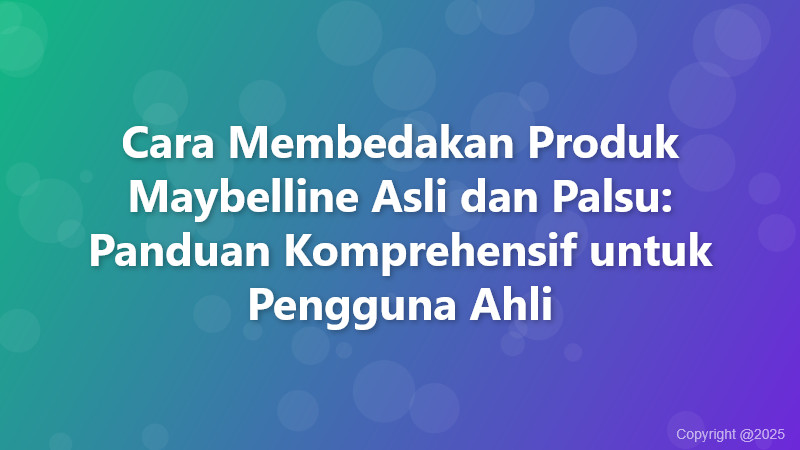 Cara Membedakan Produk
Maybelline Asli dan Palsu:
Panduan Komprehensif untuk
Pengguna Ahli
Copyright @2025